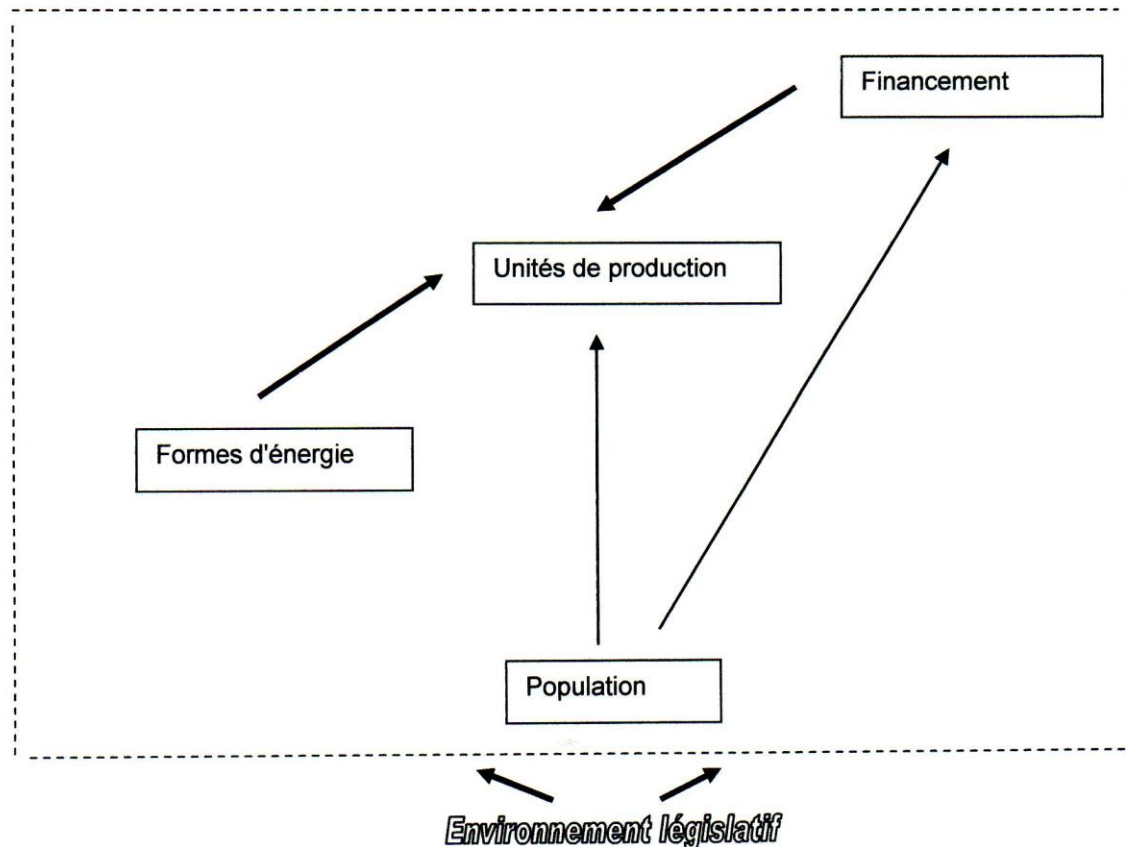 Financement
Unités de production
Formes d'énergie
Population
Environnement législatif